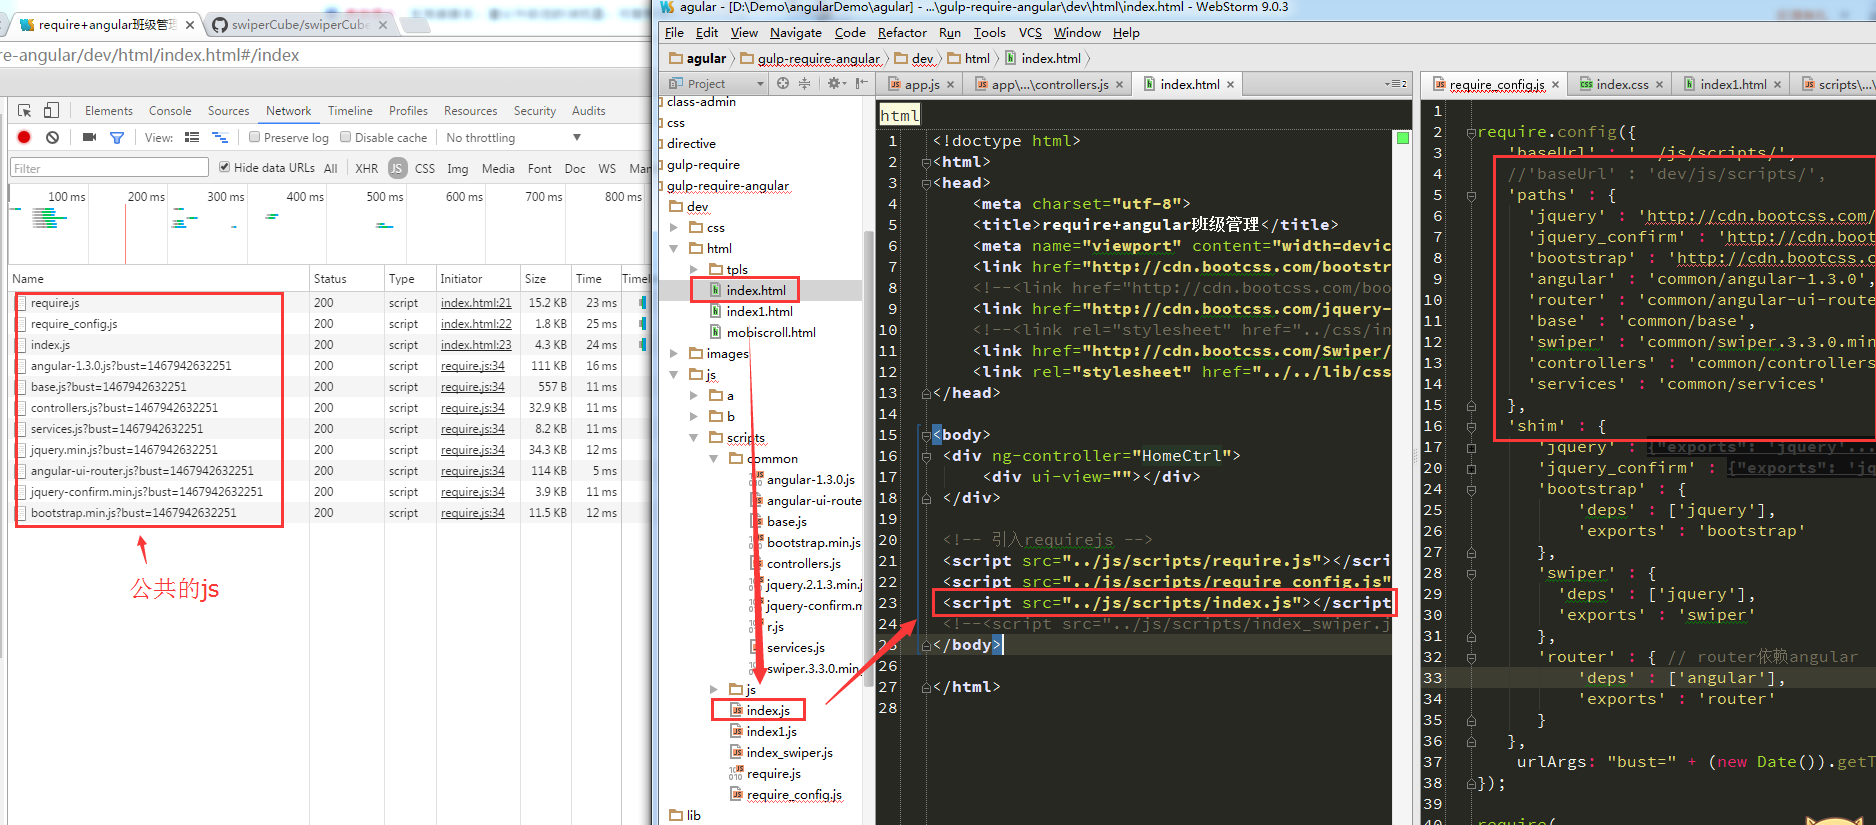 require+angular班级管理
swiperCube/swiperCube
re-angular/dev/html/index.html#/index
Elements Console Sources Network Timeline Profiles Resources Security Audits
View: Preserve log Disable cache No throttling
Filter Hide data URLs All XHR JS CSS Img Media Font Doc WS Man
100 ms 200 ms 300 ms 400 ms 500 ms 600 ms 700 ms 800 ms
Name Status Type Initiator Size Time Timel
require.js 200 script index.html:21 15.2 KB 23 ms
require_config.js 200 script index.html:22 1.8 KB 25 ms
index.js 200 script index.html:23 4.3 KB 24 ms
angular-1.3.0.js?bust=1467942632251 200 script require.js:34 111 KB 16 ms
base.js?bust=1467942632251 200 script require.js:34 557 B 11 ms
controllers.js?bust=1467942632251 200 script require.js:34 32.9 KB 11 ms
services.js?bust=1467942632251 200 script require.js:34 8.2 KB 11 ms
jquery.min.js?bust=1467942632251 200 script require.js:34 34.3 KB 12 ms
angular-ui-router.js?bust=1467942632251 200 script require.js:34 114 KB 5 ms
jquery-confirm.min.js?bust=1467942632251 200 script require.js:34 3.9 KB 11 ms
bootstrap.min.js?bust=1467942632251 200 script require.js:34 11.5 KB 12 ms
公共的js
agular - [D:\Demo\angularDemo\agular] - ...\gulp-require-angular\dev\html\index.html - WebStorm 9.0.3
File Edit View Navigate Code Refactor Run Tools VCS Window Help
agular gulp-require-angular dev html index.html
Project
class-admin
css
directive
gulp-require
gulp-require-angular
dev
css
html
tpls
index.html
index1.html
mobiscroll.html
images
js
a
b
scripts
common
angular-1.3.0.js
angular-ui-route
base.js
bootstrap.min.js
controllers.js
jquery.2.1.3.min.j
jquery-confirm.m
r.js
services.js
swiper.3.3.0.min.
js
index.js
index1.js
index_swiper.js
require.js
require_config.js
lib
app.js app\...\controllers.js index.html
html
1 <!doctype html>
2 <html>
3 <head>
4 <meta charset="utf-8">
5 <title>require+angular班级管理</title>
6 <meta name="viewport" content="width=devic
7 <link href="http://cdn.bootcss.com/bootstr
8 <!--<link href="http://cdn.bootcss.com/boo
9 <link href="http://cdn.bootcss.com/jquery-
10 <!--<link rel="stylesheet" href="../css/in
11 <link href="http://cdn.bootcss.com/Swiper/
12 <link rel="stylesheet" href="../../lib/css
13 </head>
14
15 <body>
16 <div ng-controller="HomeCtrl">
17 <div ui-view=""></div>
18 </div>
19
20 <!-- 引入requirejs -->
21 <script src="../js/scripts/require.js"></scri
22 <script src="../js/scripts/require_config.js"
23 <script src="../js/scripts/index.js"></script
24 <!--<script src="../js/scripts/index_swiper.j
25 </body>
26
27 </html>
28
require_config.js index.css index1.html scripts\...\
1
2 require.config({
3 'baseUrl' : '../js/scripts/',
4 //'baseUrl' : 'dev/js/scripts/',
5 'paths' : {
6 'jquery' : 'http://cdn.bootcss.com/
7 'jquery_confirm' : 'http://cdn.boot
8 'bootstrap' : 'http://cdn.bootcss.c
9 'angular' : 'common/angular-1.3.0',
10 'router' : 'common/angular-ui-route
11 'base' : 'common/base',
12 'swiper' : 'common/swiper.3.3.0.min
13 'controllers' : 'common/controllers
14 'services' : 'common/services'
15 },
16 'shim' : {
17 'jquery' : {"exports": 'jquery'...
20 'jquery_confirm' : {"exports": 'jq
24 'bootstrap' : {
25 'deps' : ['jquery'],
26 'exports' : 'bootstrap'
27 },
28 'swiper' : {
29 'deps' : ['jquery'],
30 'exports' : 'swiper'
31 },
32 'router' : { // router依赖angular
33 'deps' : ['angular'],
34 'exports' : 'router'
35 }
36 },
37 urlArgs: "bust=" + (new Date()).getT
38 });
39
40 require(